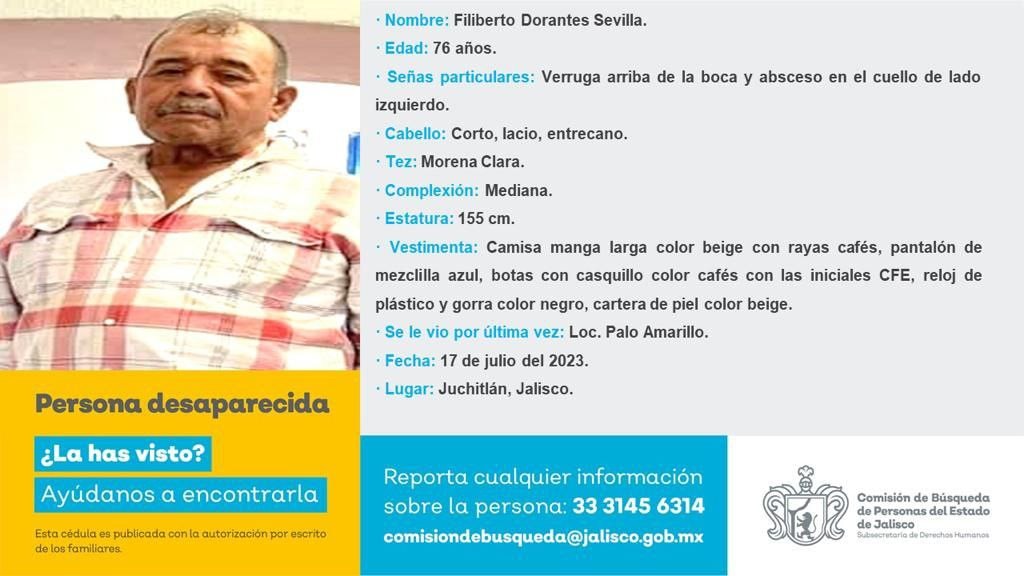 · Nombre: Filiberto Dorantes Sevilla.
· Edad: 76 años.
· Señas particulares: Verruga arriba de la boca y absceso en el cuello de lado
izquierdo.
· Cabello: Corto, lacio, entrecano.
· Tez: Morena Clara.
· Complexión: Mediana.
· Estatura: 155 cm.
· Vestimenta: Camisa manga larga color beige con rayas cafés, pantalón de
mezclilla azul, botas con casquillo color cafés con las iniciales CFE, reloj de
plástico y gorra color negro, cartera de piel color beige.
· Se le vio por última vez: Loc. Palo Amarillo.
· Fecha: 17 de julio del 2023.
· Lugar: Juchitlán, Jalisco.
Persona desaparecida
¿La has visto?
Ayúdanos a encontrarla
Esta cédula es publicada con la autorización por escrito
de los familiares.
Reporta cualquier información
sobre la persona: 33 3145 6314
comisiondebusqueda@jalisco.gob.mx
Comisión de Búsqueda
de Personas del Estado
de Jalisco
Subsecretaría de Derechos Humanos